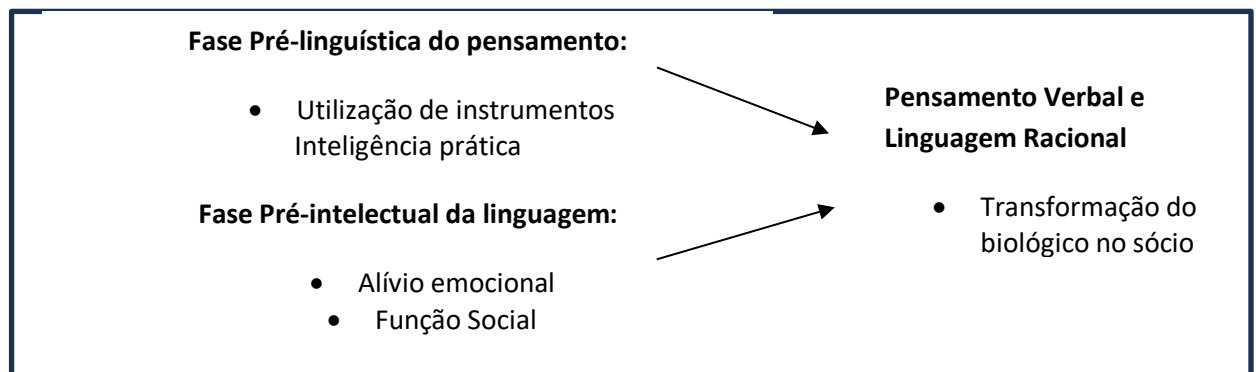 Fase Pré-linguística do pensamento:
• Utilização de instrumentos
Inteligência prática
Fase Pré-intelectual da linguagem:
• Alívio emocional
• Função Social
Pensamento Verbal e
Linguagem Racional
• Transformação do
biológico no sócio